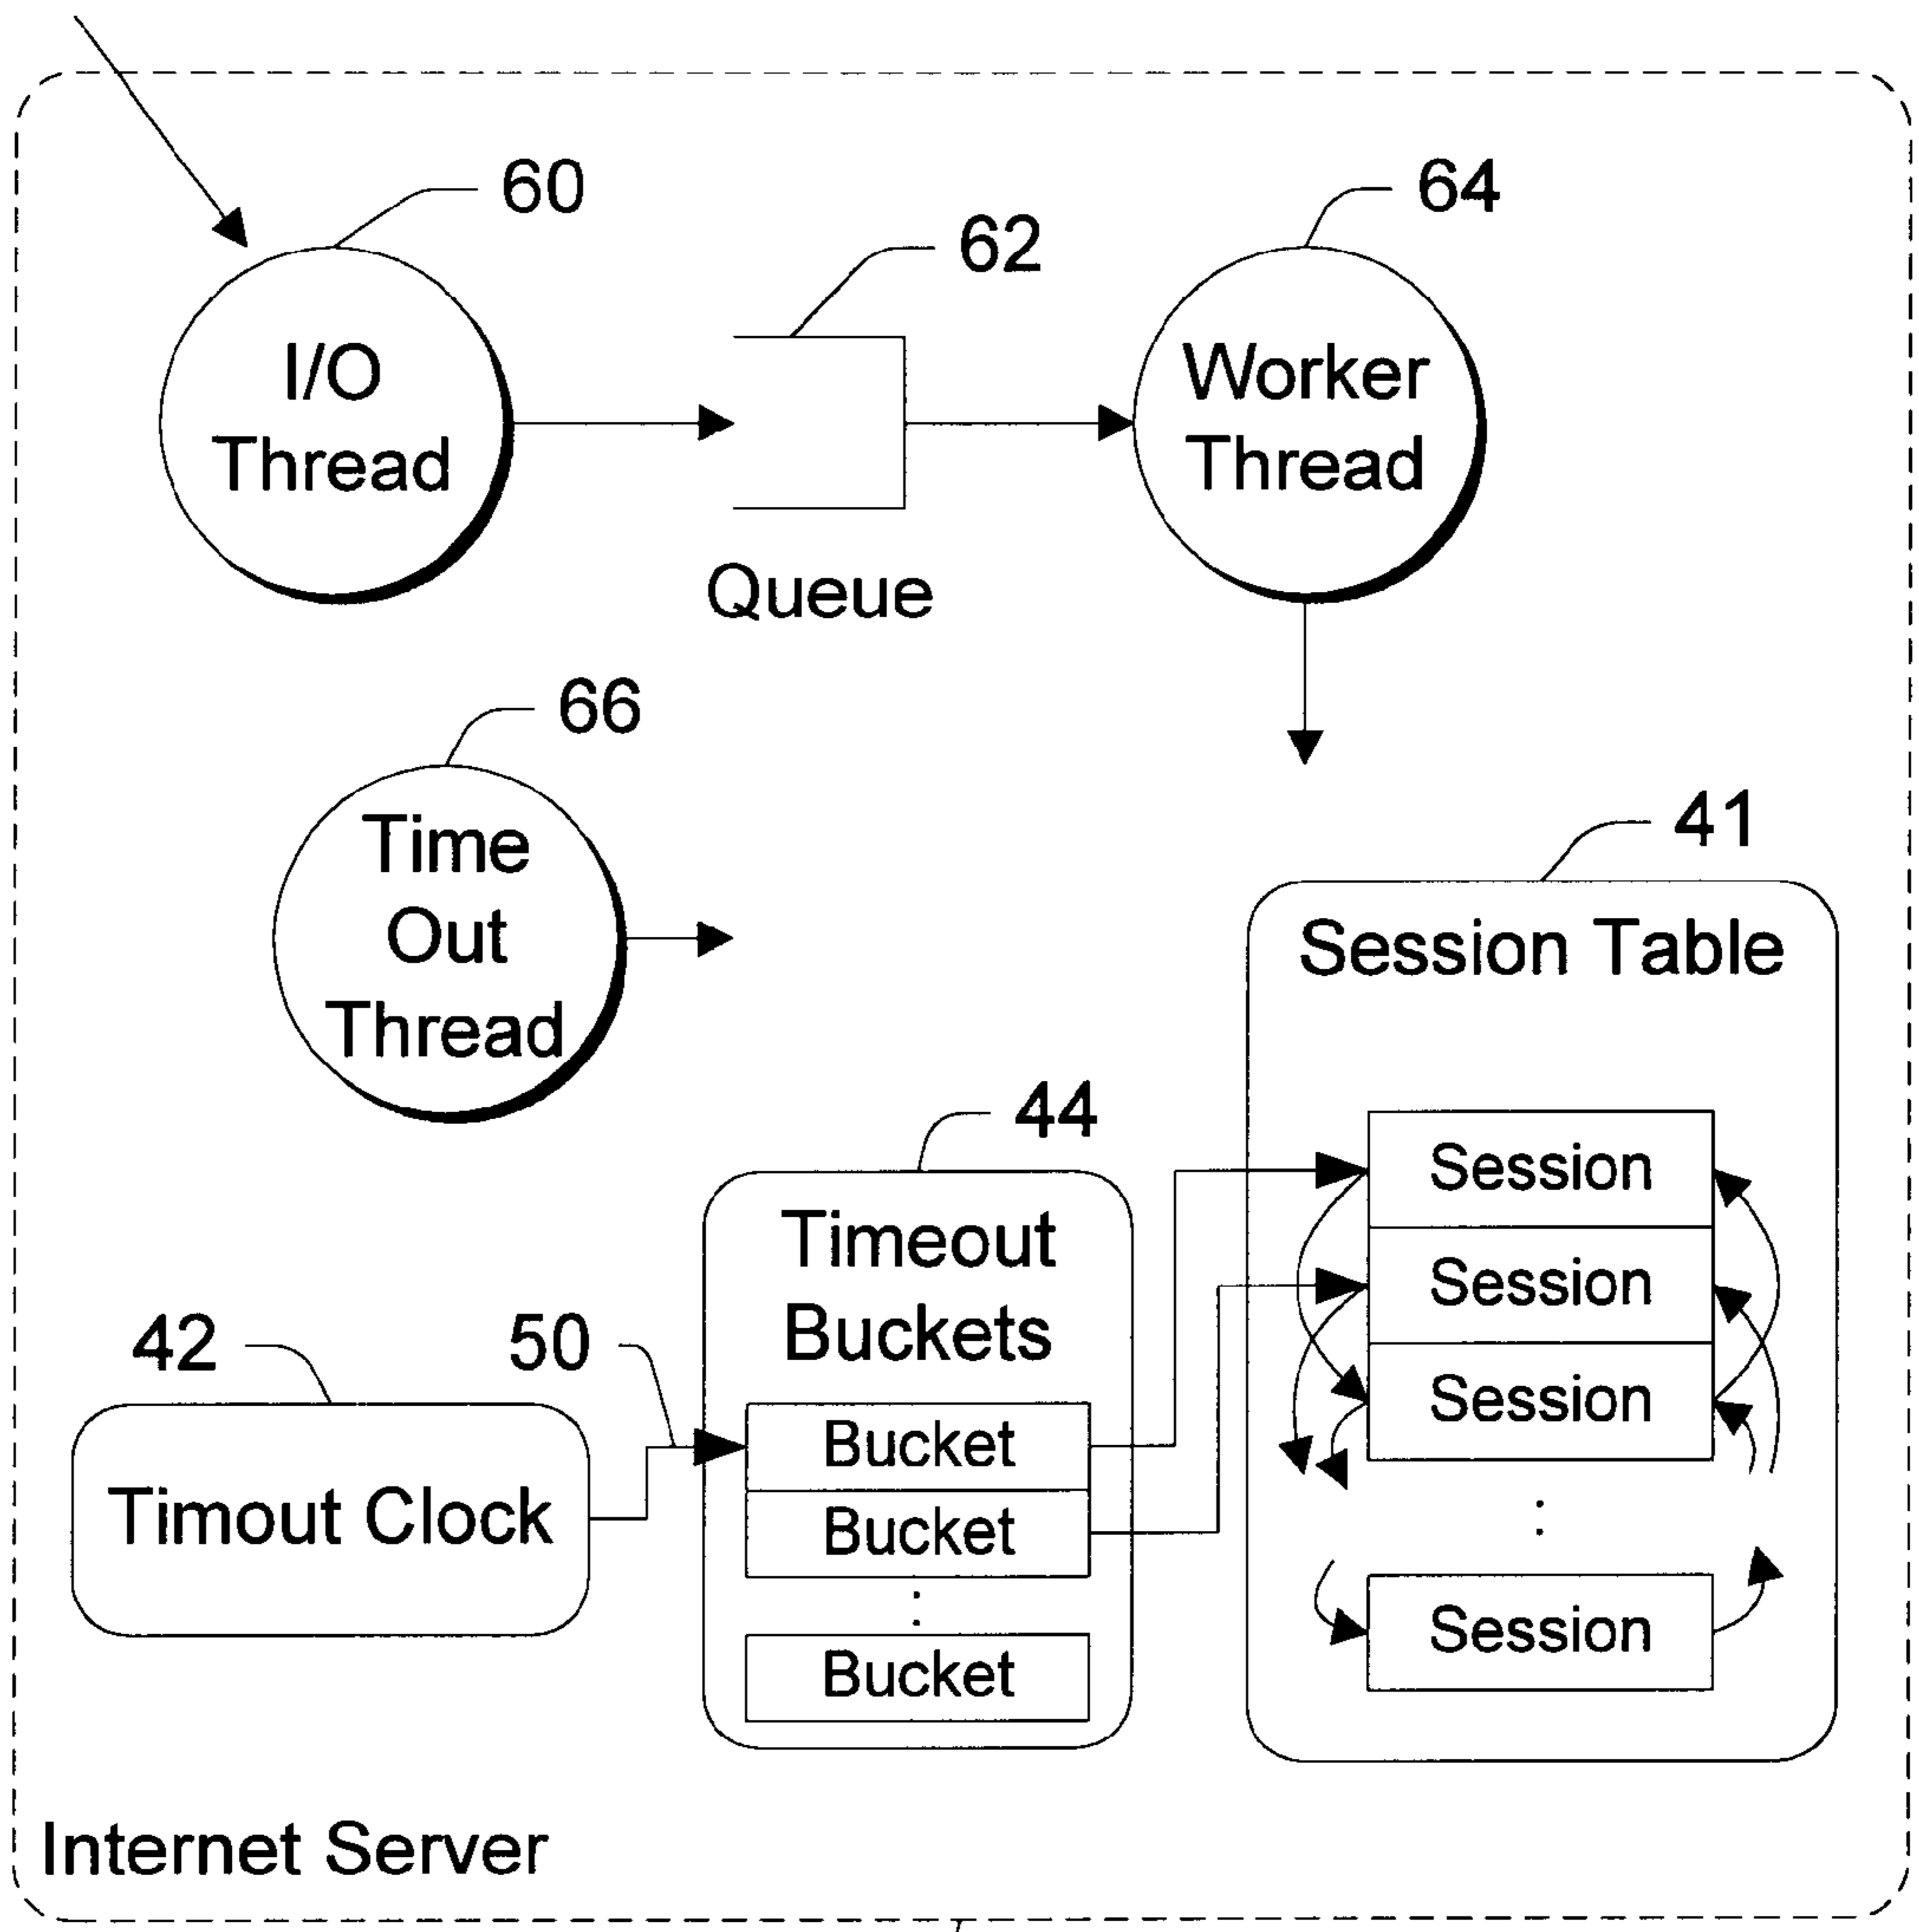 60
64
62
I/O
Thread
Worker
Thread
Queue
66
Time
Out
Thread
41
Session Table
44
Session
Timeout
Buckets
Session
42
50
Session
Bucket
Timout Clock
Bucket
:
:
Session
Bucket
Internet Server